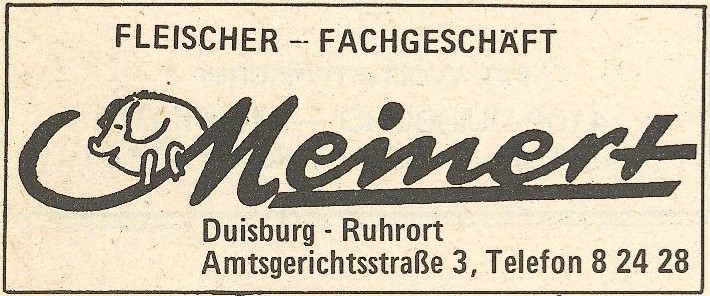 FLEISCHER – FACHGESCHÄFT
Meinert
Duisburg - Ruhrort
Amtsgerichtsstraße 3, Telefon 8 24 28